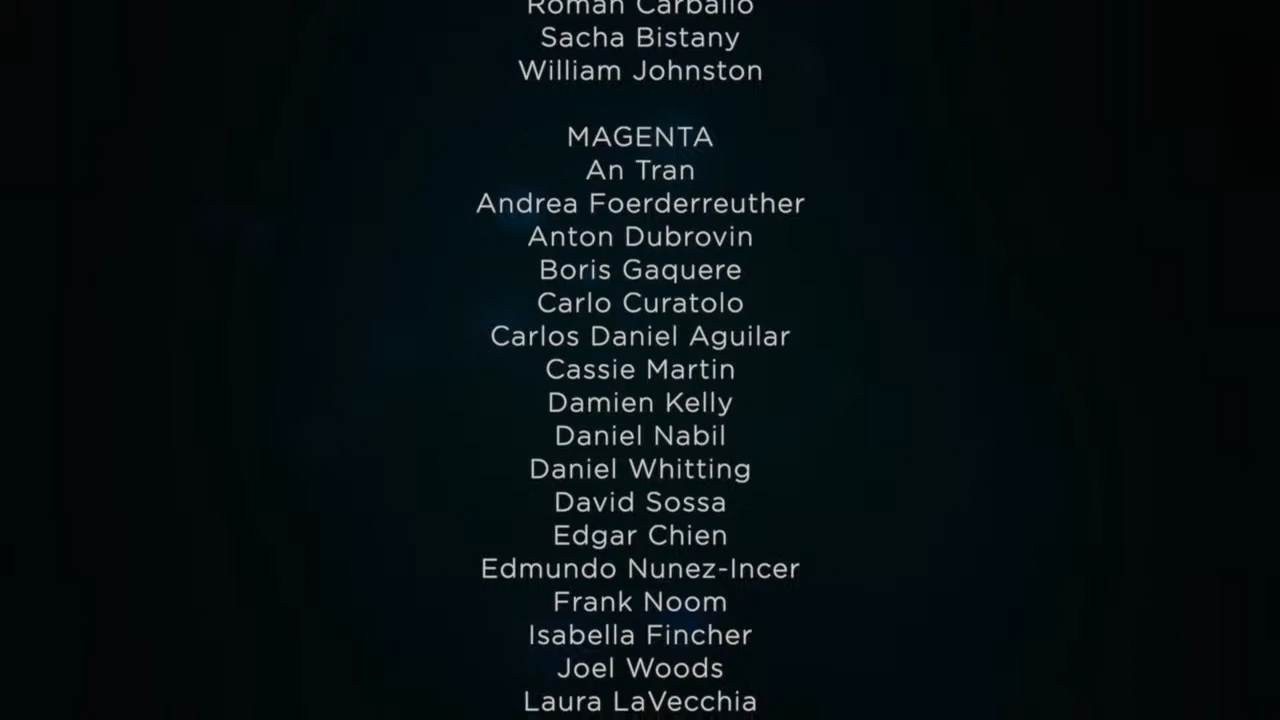 Roman Carballo
Sacha Bistany
William Johnston
MAGENTA
An Tran
Andrea Foerderreuther
Anton Dubrovin
Boris Gaquere
Carlo Curatolo
Carlos Daniel Aguilar
Cassie Martin
Damien Kelly
Daniel Nabil
Daniel Whitting
David Sossa
Edgar Chien
Edmundo Nunez-Incer
Frank Noom
Isabella Fincher
Joel Woods
Laura LaVecchia